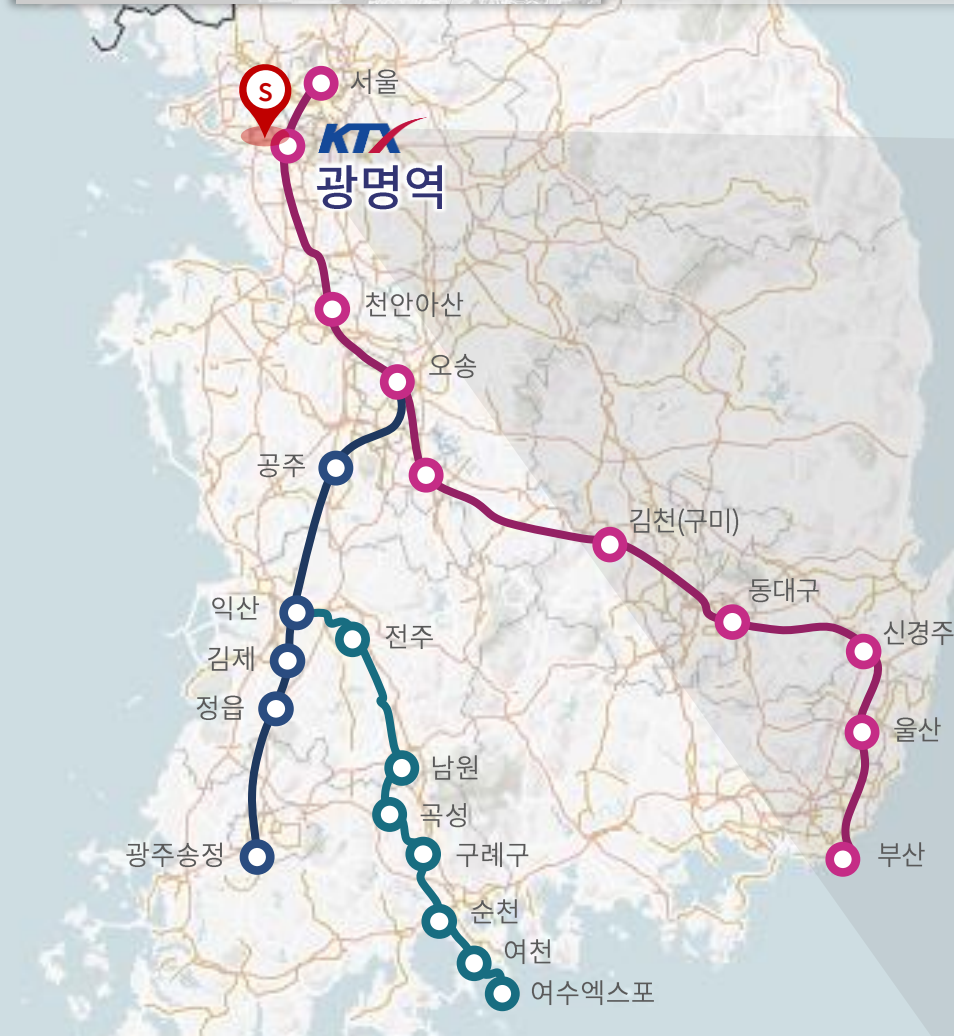 서울
S
KTX
광명역
천안아산
오송
공주
김천(구미)
동대구
익산
신경주
전주
김제
정읍
울산
남원
곡성
광주송정
구례구
부산
순천
여천
여수엑스포